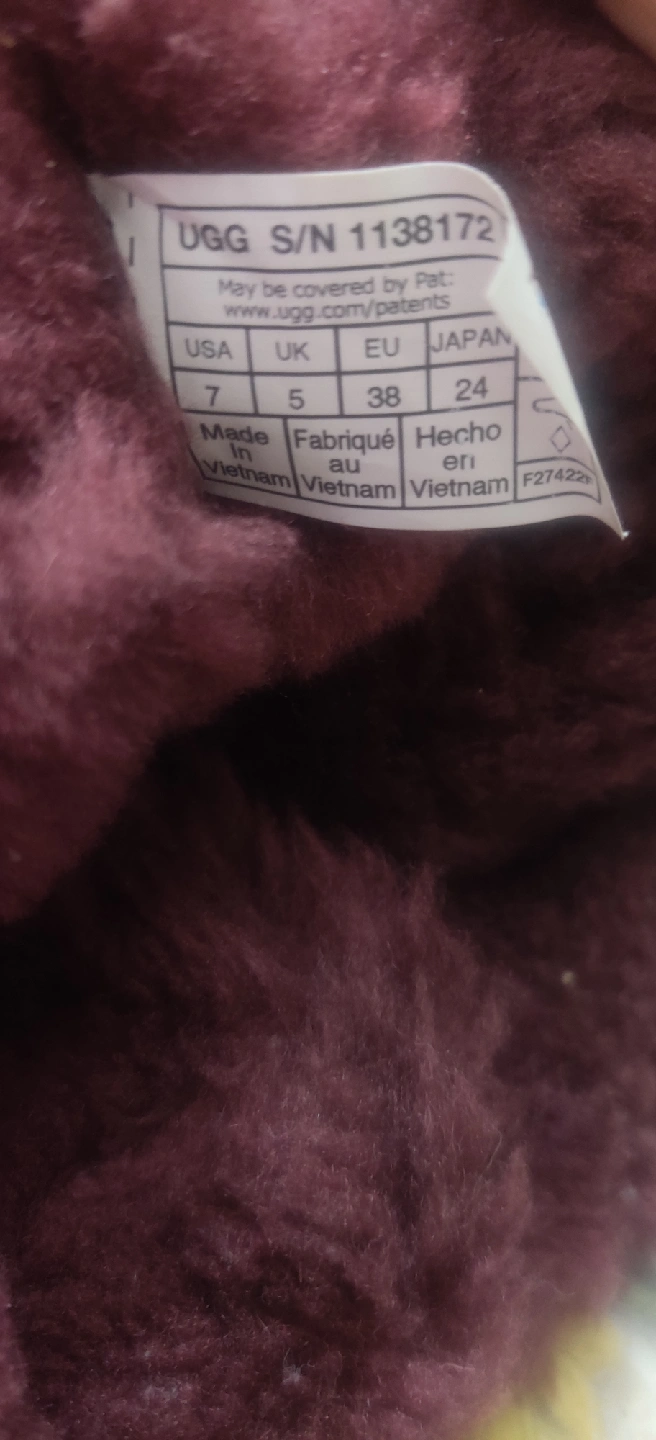 UGG S/N 1138172
May be covered by Pat:
www.ugg.com/patents
USA UK EU JAPAN
7 5 38 24
Made in Vietnam
Fabriqué au Vietnam
Hecho en Vietnam